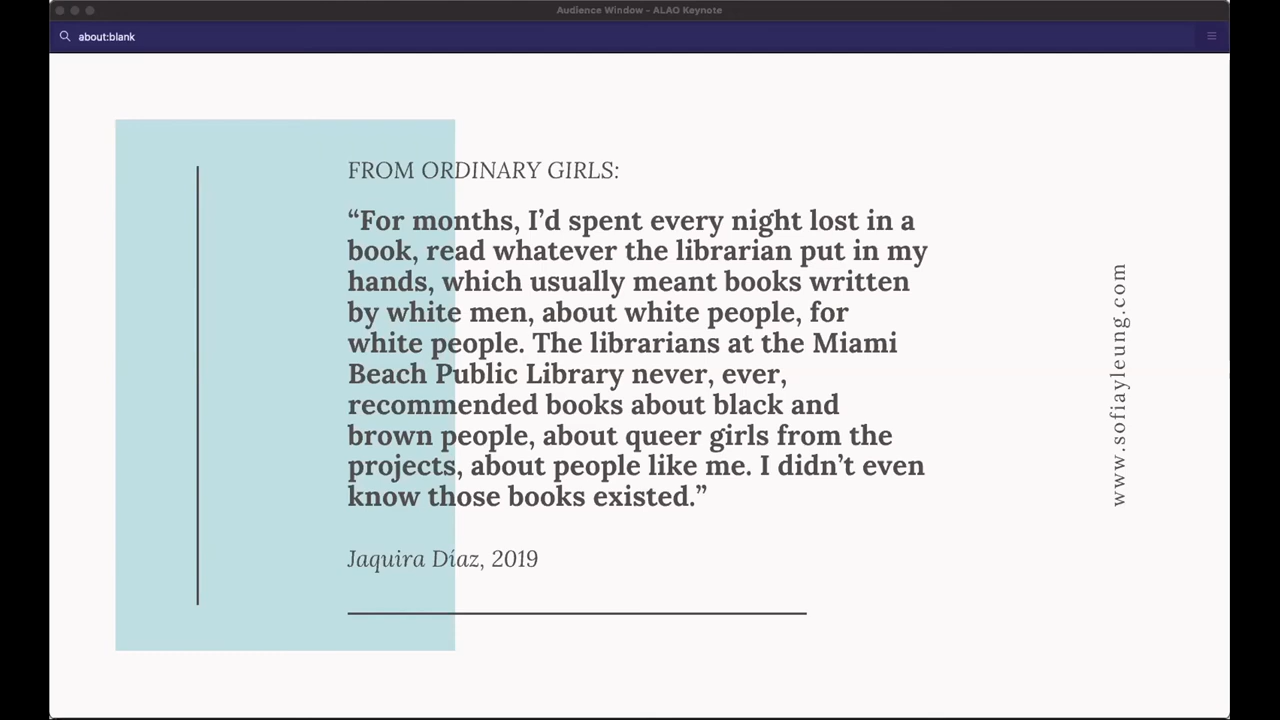 Audience Window - ALAO Keynote
about:blank
FROM ORDINARY GIRLS:
“For months, I’d spent every night lost in a
book, read whatever the librarian put in my
hands, which usually meant books written
by white men, about white people, for
white people. The librarians at the Miami
Beach Public Library never, ever,
recommended books about black and
brown people, about queer girls from the
projects, about people like me. I didn’t even
know those books existed.”
Jaquira Díaz, 2019
www.sofiayleung.com